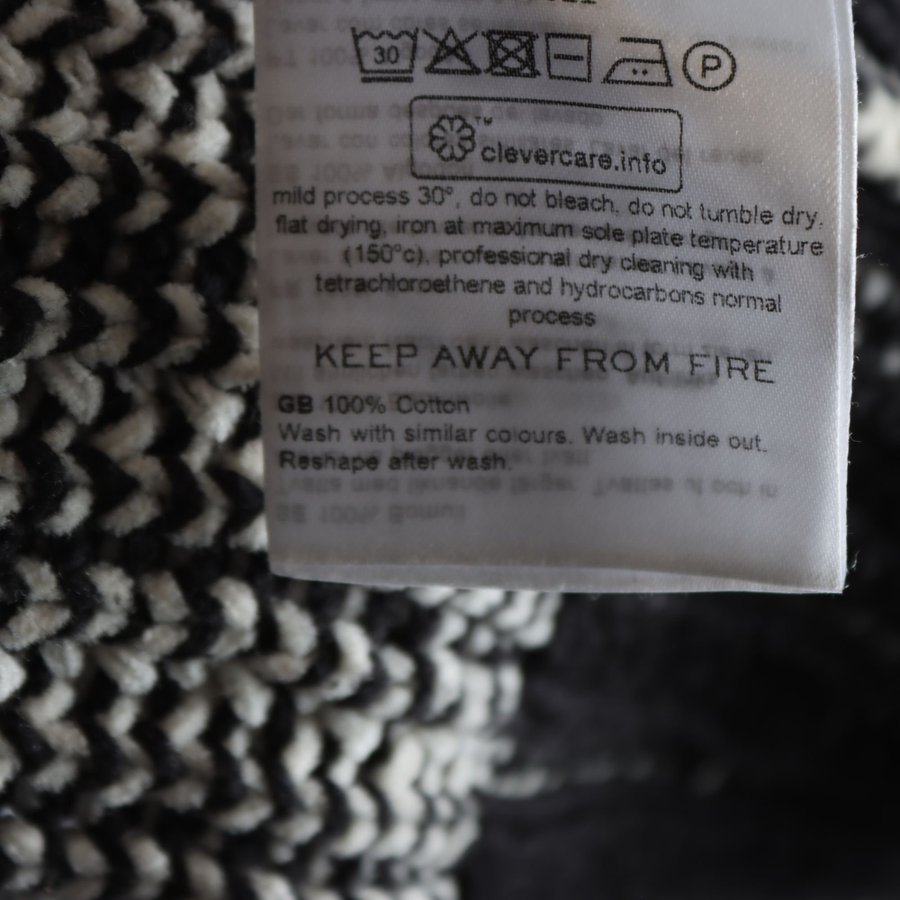 30
P
clevercare.info
mild process 30°, do not bleach, do not tumble dry,
flat drying, iron at maximum sole plate temperature
(150°c), professional dry cleaning with
tetrachloroethene and hydrocarbons normal
process
KEEP AWAY FROM FIRE
GB 100% Cotton
Wash with similar colours. Wash inside out.
Reshape after wash.